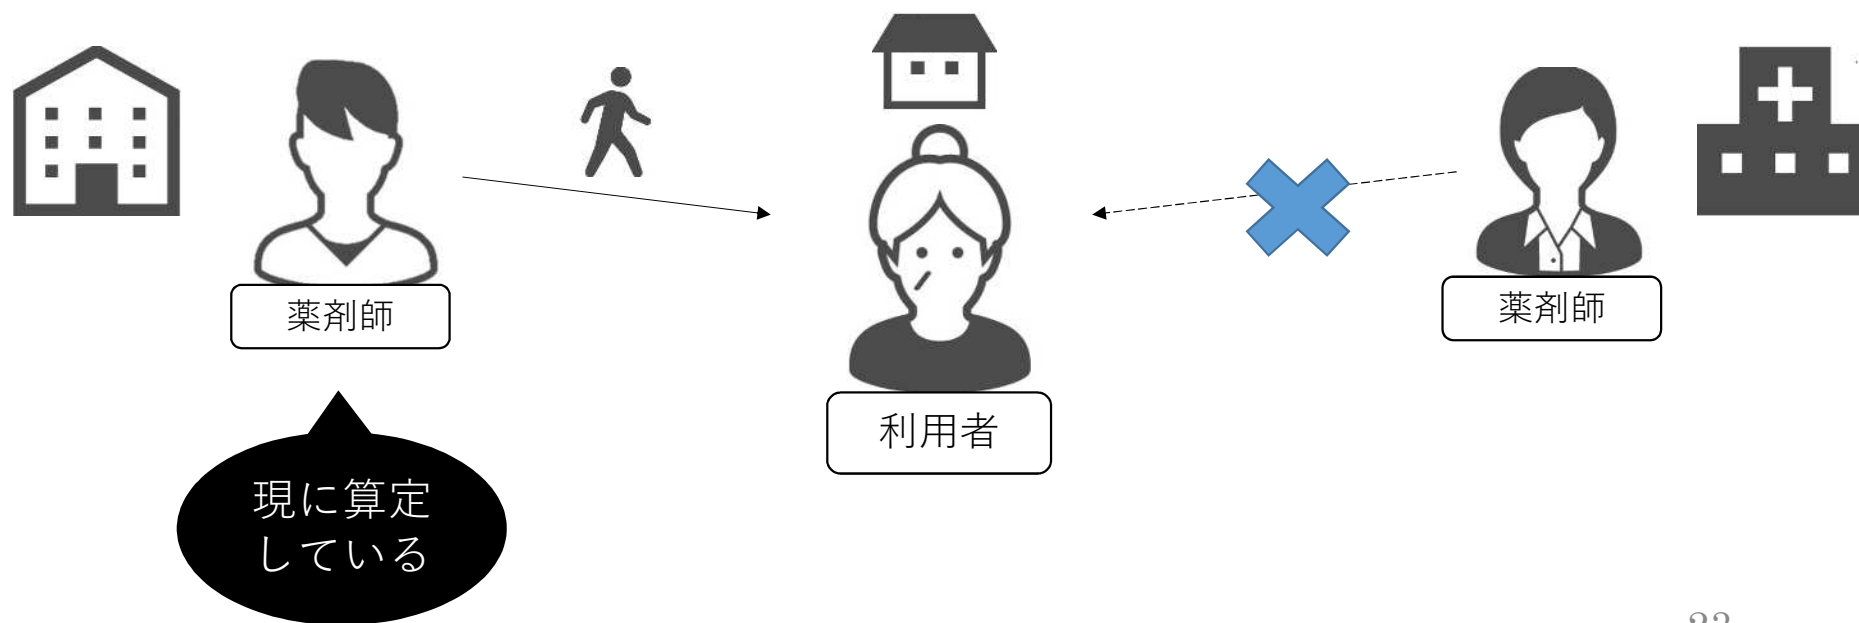 薬剤師
利用者
薬剤師
現に算定
している